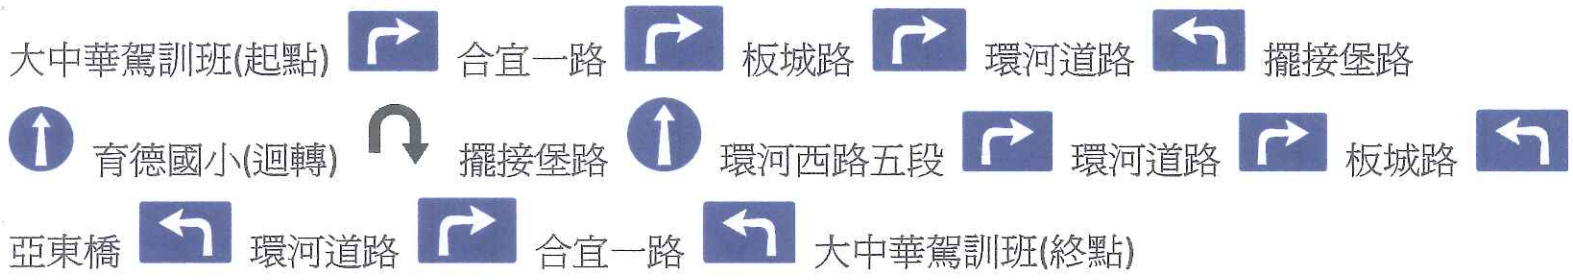 大中華駕訓班(起點) 合宜一路 板城路 環河道路 擺接堡路
育德國小(迴轉) 擺接堡路 環河西路五段 環河道路 板城路
亞東橋 環河道路 合宜一路 大中華駕訓班(終點)